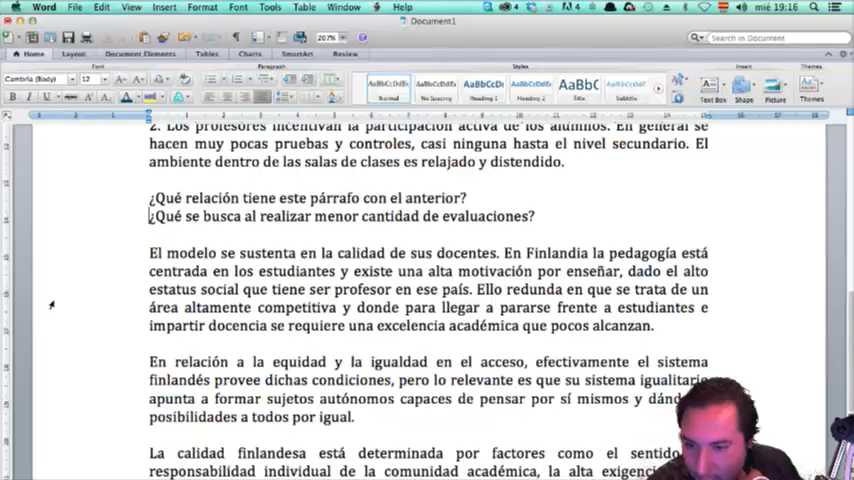 Word File Edit View Insert Format Font Tools Table Window Help 4 mié 19:16
Document1
207% Search in Document
Home Layout Document Elements Tables Charts SmartArt Review
Font Paragraph Styles Insert Themes
Cambria (Body) 12
AaBbCcDdEe AaBbCcDdEe AaBbCcDd AaBbCcDdEe AaBbC AaBbCcDdEe
Normal No Spacing Heading 1 Heading 2 Title Subtitle Text Box Shape Picture Themes
2. Los profesores incentivan la participación activa de los alumnos. En general se
hacen muy pocas pruebas y controles, casi ninguna hasta el nivel secundario. El
ambiente dentro de las salas de clases es relajado y distendido.
¿Qué relación tiene este párrafo con el anterior?
¿Qué se busca al realizar menor cantidad de evaluaciones?
El modelo se sustenta en la calidad de sus docentes. En Finlandia la pedagogía está
centrada en los estudiantes y existe una alta motivación por enseñar, dado el alto
estatus social que tiene ser profesor en ese país. Ello redunda en que se trata de un
área altamente competitiva y donde para llegar a pararse frente a estudiantes e
impartir docencia se requiere una excelencia académica que pocos alcanzan.
En relación a la equidad y la igualdad en el acceso, efectivamente el sistema
finlandés provee dichas condiciones, pero lo relevante es que su sistema igualitario
apunta a formar sujetos autónomos capaces de pensar por sí mismos y
posibilidades a todos por igual.
La calidad finlandesa está determinada por factores como el sentido
responsabilidad individual de la comunidad académica, la alta